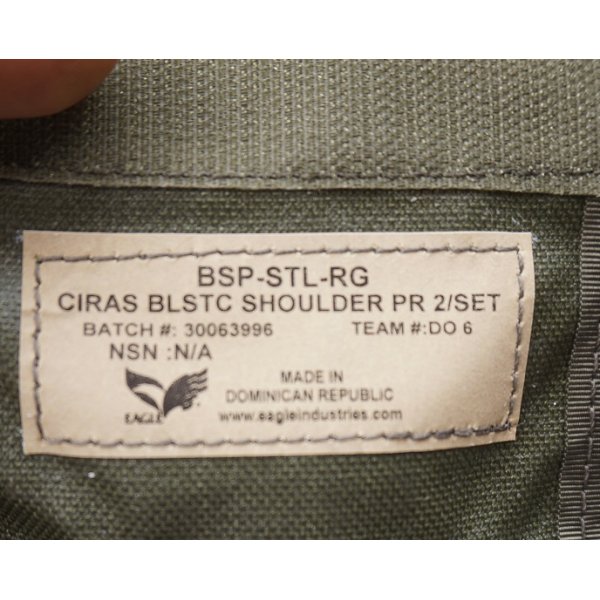 BSP-STL-RG
CIRAS BLSTC SHOULDER PR 2/SET
BATCH #: 30063996 TEAM #:DO 6
NSN :N/A
EAGLE
MADE IN
DOMINICAN REPUBLIC
www.eagleindustries.com